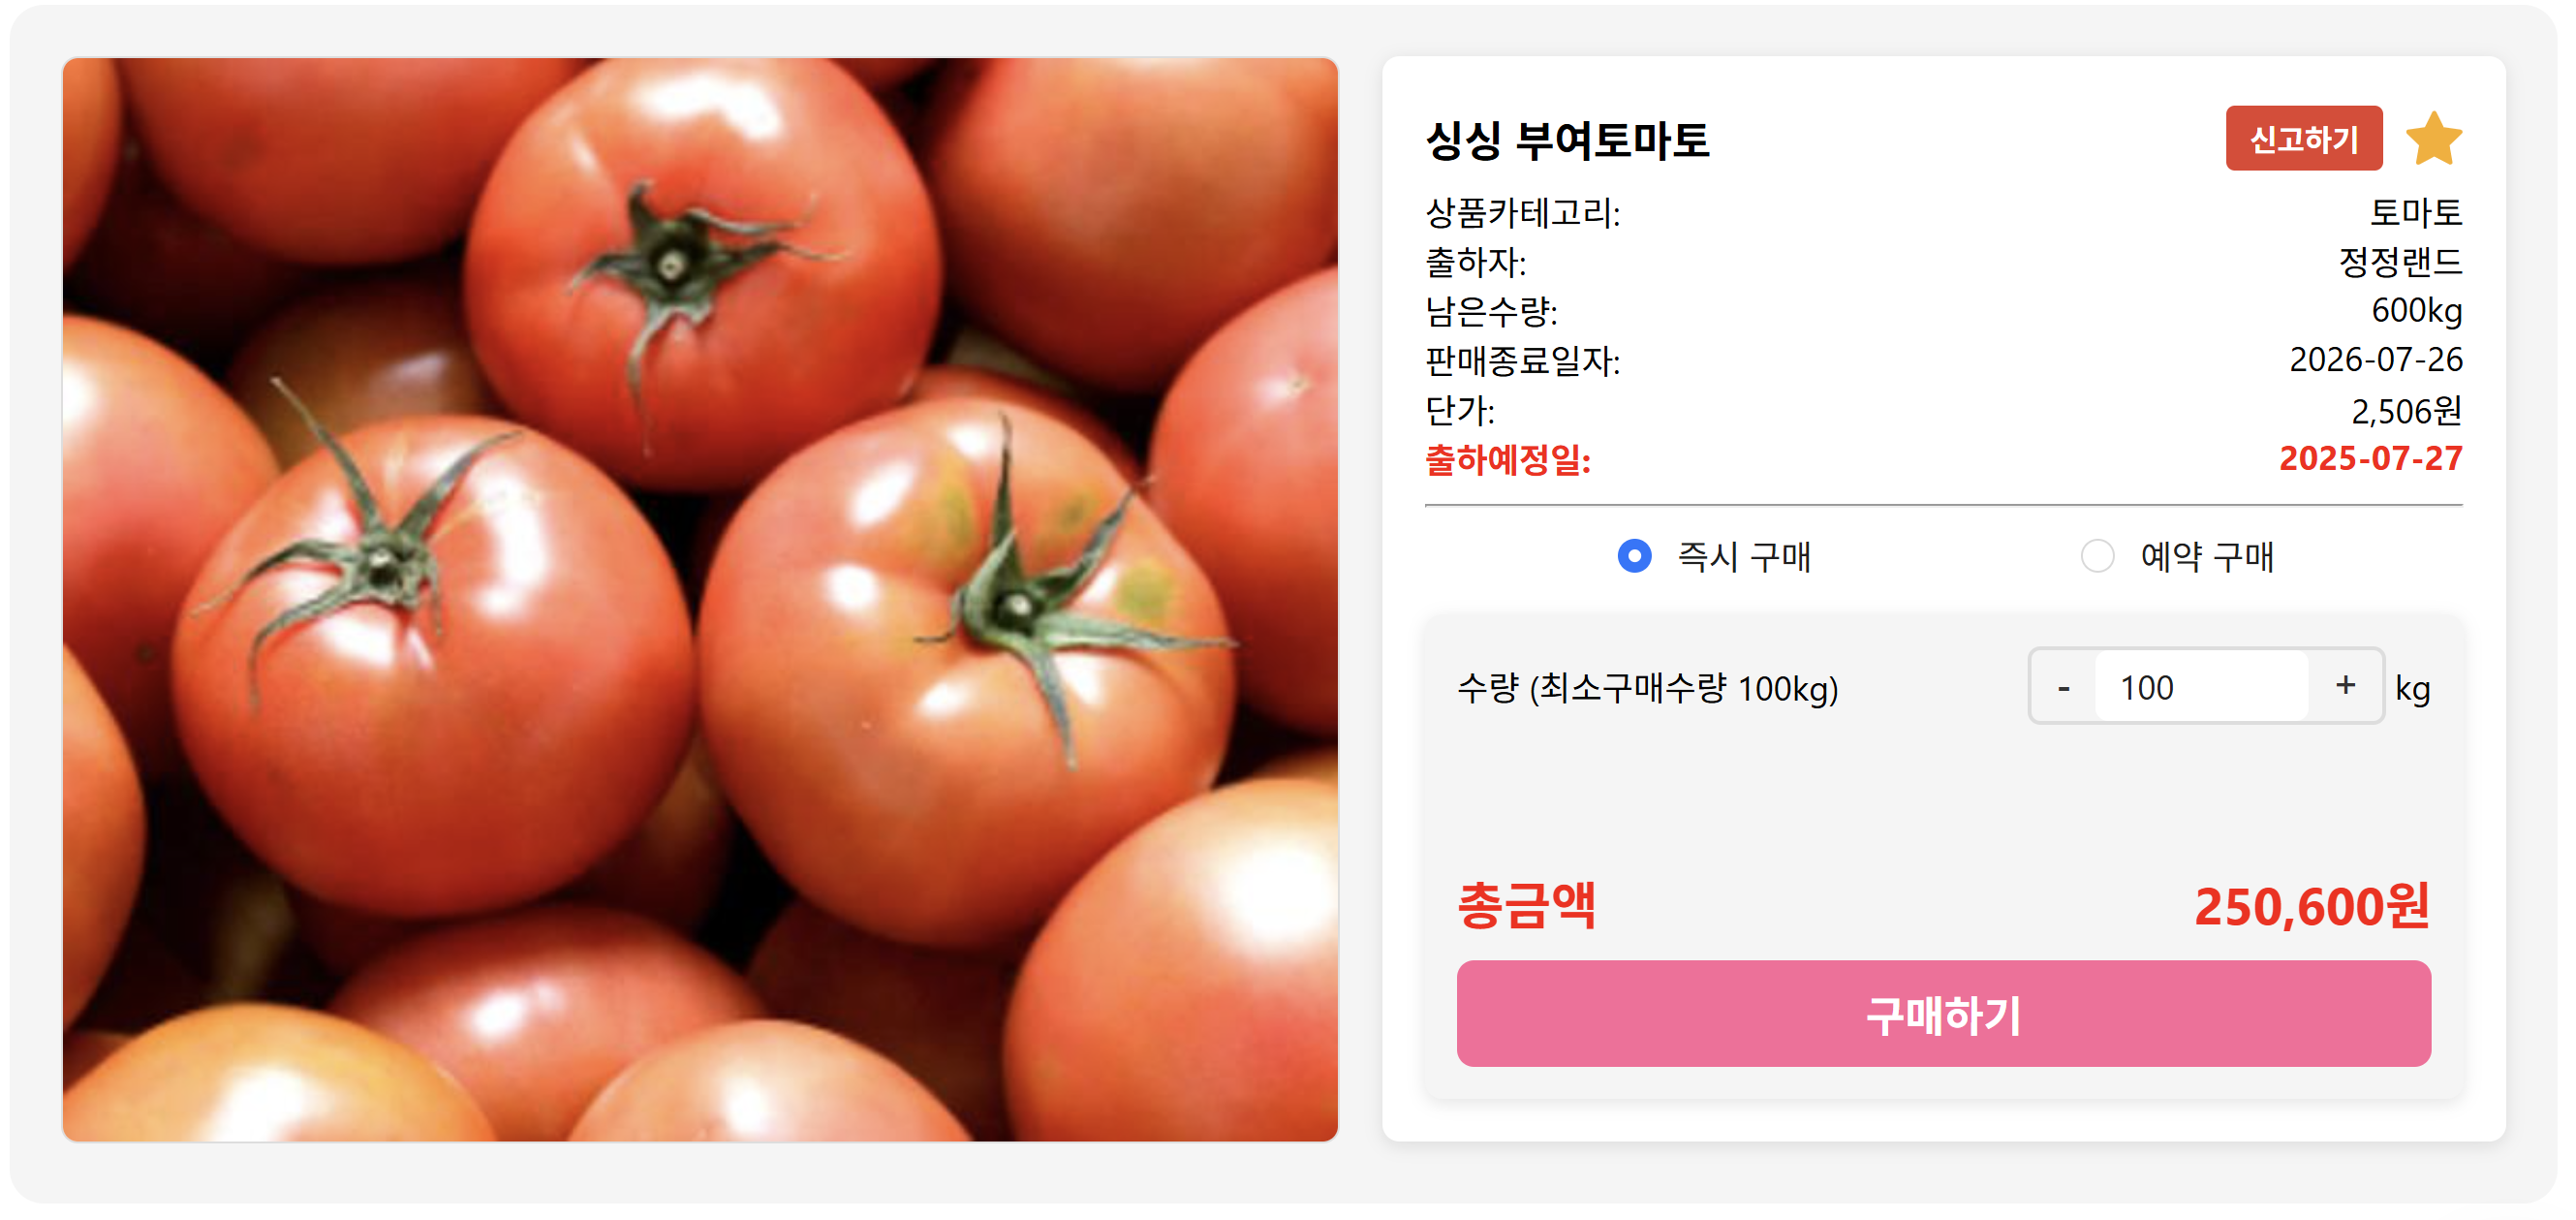 싱싱 부여토마토 신고하기
상품카테고리: 토마토
출하자: 정정랜드
남은수량: 600kg
판매종료일자: 2026-07-26
단가: 2,506원
출하예정일: 2025-07-27
즉시 구매 예약 구매
수량 (최소구매수량 100kg) - 100 + kg
총금액 250,600원
구매하기